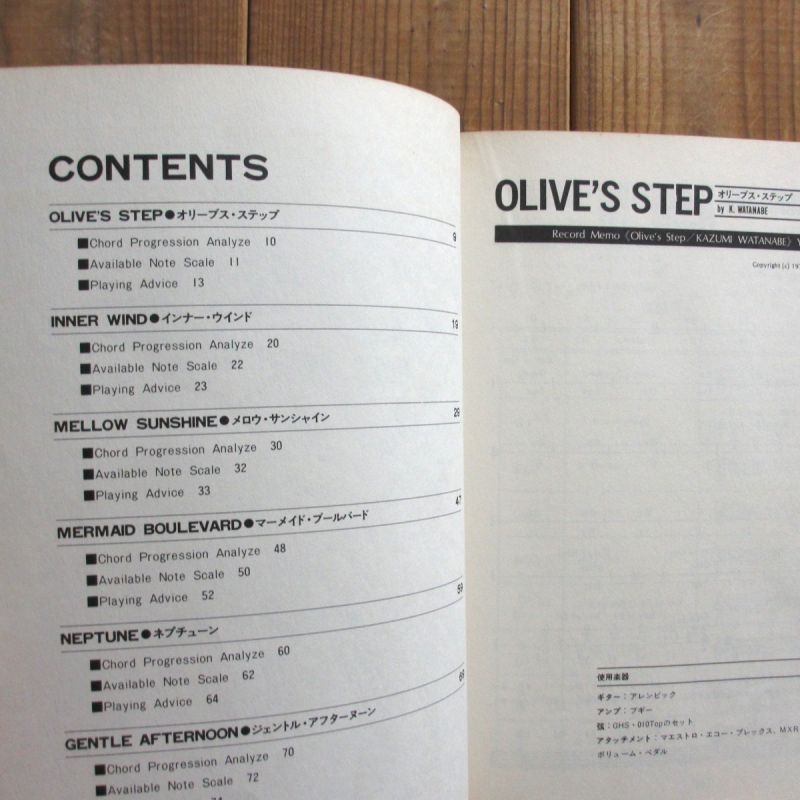 CONTENTS
OLIVE'S STEP●オリーブス・ステップ 9
■Chord Progression Analyze 10
■Available Note Scale 11
■Playing Advice 13
INNER WIND●インナー・ウインド 19
■Chord Progression Analyze 20
■Available Note Scale 22
■Playing Advice 23
MELLOW SUNSHINE●メロウ・サンシャイン 29
■Chord Progression Analyze 30
■Available Note Scale 32
■Playing Advice 33
MERMAID BOULEVARD●マーメイド・ブールバード 47
■Chord Progression Analyze 48
■Available Note Scale 50
■Playing Advice 52
NEPTUNE●ネプチューン 59
■Chord Progression Analyze 60
■Available Note Scale 62
■Playing Advice 64
GENTLE AFTERNOON●ジェントル・アフターヌーン 69
■Chord Progression Analyze 70
■Available Note Scale 72
OLIVE'S STEP オリーブス・ステップ
by K. WATANABE
Record Memo〈Olive's Step／KAZUMI WATANABE〉
Copyright (c) 197
使用楽器
ギター：アレンビック
アンプ：ブギー
弦：GHS、010Topのセット
アタッチメント：マエストロ・エコー・プレックス、MXR
ボリューム・ペダル